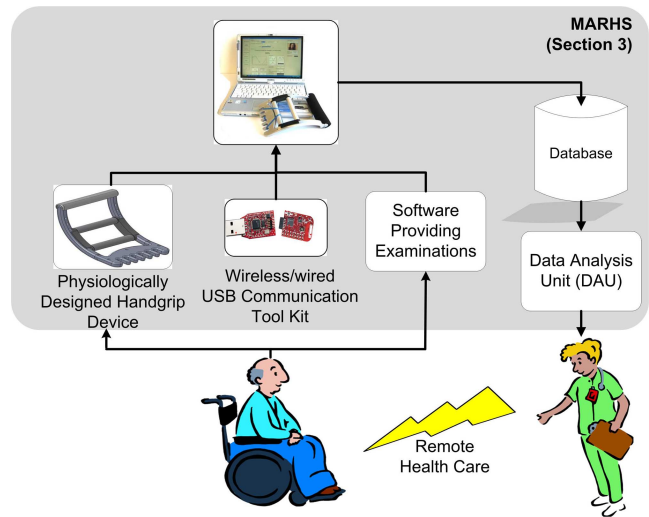 MARHS
(Section 3)
Database
Software
Providing
Examinations
Physiologically
Designed Handgrip
Device
Wireless/wired
USB Communication
Tool Kit
Data Analysis
Unit (DAU)
Remote
Health Care